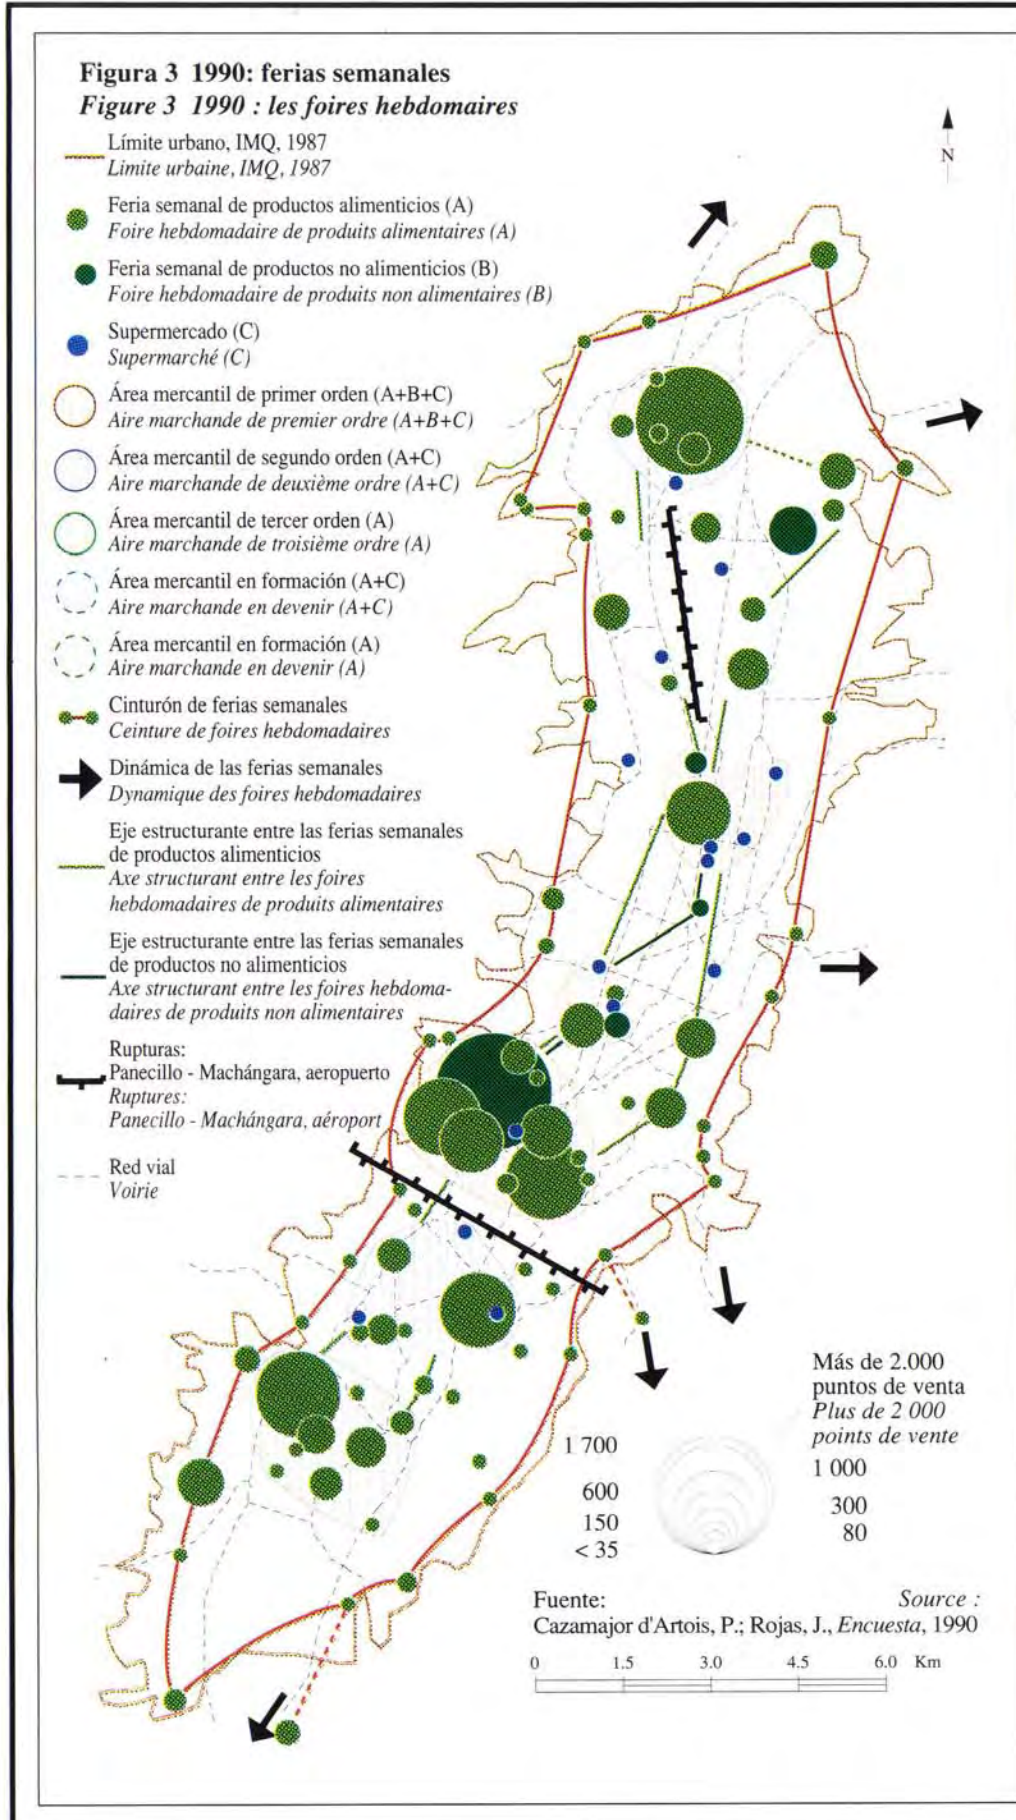 Figura 3 1990: ferias semanales
Figure 3 1990 : les foires hebdomaires
N
Límite urbano, IMQ, 1987
Limite urbaine, IMQ, 1987
Feria semanal de productos alimenticios (A)
Foire hebdomadaire de produits alimentaires (A)
Feria semanal de productos no alimenticios (B)
Foire hebdomadaire de produits non alimentaires (B)
Supermercado (C)
Supermarché (C)
Área mercantil de primer orden (A+B+C)
Aire marchande de premier ordre (A+B+C)
Área mercantil de segundo orden (A+C)
Aire marchande de deuxième ordre (A+C)
Área mercantil de tercer orden (A)
Aire marchande de troisième ordre (A)
Área mercantil en formación (A+C)
Aire marchande en devenir (A+C)
Área mercantil en formación (A)
Aire marchande en devenir (A)
Cinturón de ferias semanales
Ceinture de foires hebdomadaires
Dinámica de las ferias semanales
Dynamique des foires hebdomadaires
Eje estructurante entre las ferias semanales
de productos alimenticios
Axe structurant entre les foires
hebdomadaires de produits alimentaires
Eje estructurante entre las ferias semanales
de productos no alimenticios
Axe structurant entre les foires hebdoma-
daires de produits non alimentaires
Rupturas:
Panecillo - Machángara, aeropuerto
Ruptures:
Panecillo - Machángara, aéroport
Red vial
Voirie
Más de 2.000
puntos de venta
Plus de 2 000
points de vente
1 700
1 000
600
300
150
80
< 35
Fuente:
Source :
Cazamajor d'Artois, P.; Rojas, J., Encuesta, 1990
0 1.5 3.0 4.5 6.0 Km